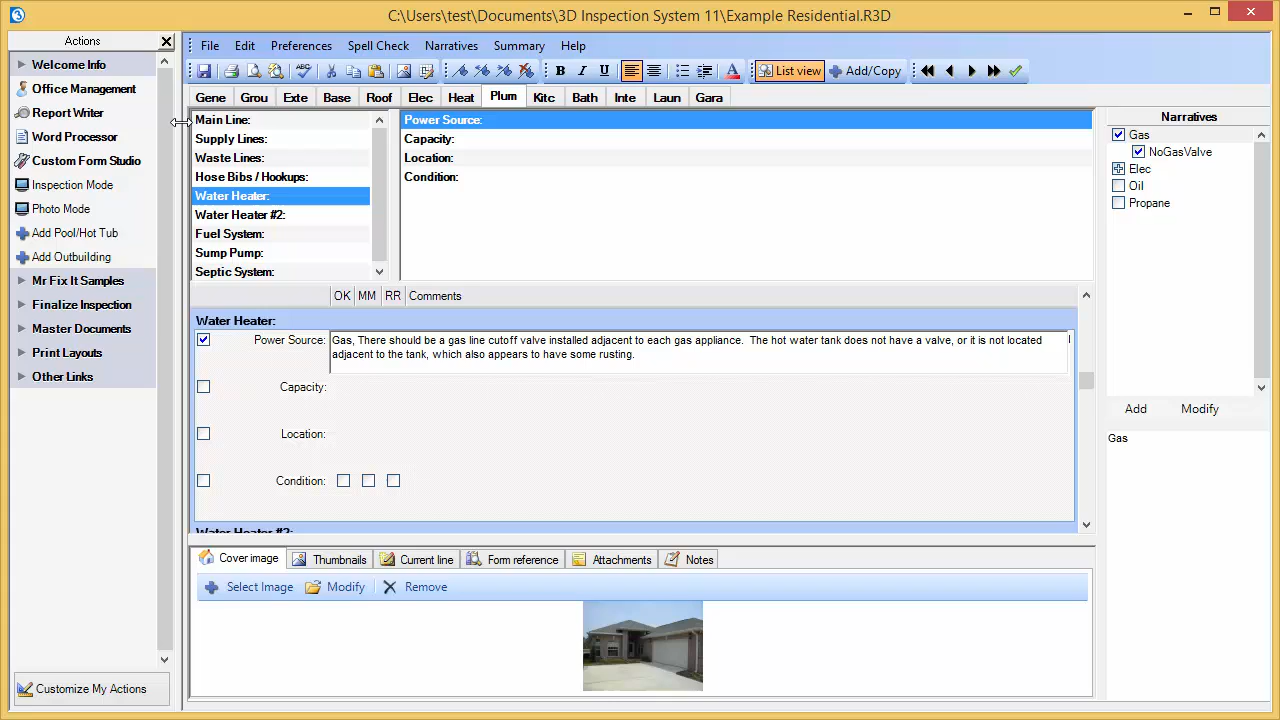 C:\Users\test\Documents\3D Inspection System 11\Example Residential.R3D
Actions
Welcome Info
Office Management
Report Writer
Word Processor
Custom Form Studio
Inspection Mode
Photo Mode
Add Pool/Hot Tub
Add Outbuilding
Mr Fix It Samples
Finalize Inspection
Master Documents
Print Layouts
Other Links
Customize My Actions
File Edit Preferences Spell Check Narratives Summary Help
ABC B I U A List view Add/Copy
Gene Grou Exte Base Roof Elec Heat Plum Kitc Bath Inte Laun Gara
Main Line:
Supply Lines:
Waste Lines:
Hose Bibs / Hookups:
Water Heater:
Water Heater #2:
Fuel System:
Sump Pump:
Septic System:
Power Source:
Capacity:
Location:
Condition:
OK MM RR Comments
Water Heater:
Power Source: Gas, There should be a gas line cutoff valve installed adjacent to each gas appliance. The hot water tank does not have a valve, or it is not located
adjacent to the tank, which also appears to have some rusting.
Capacity:
Location:
Condition:
Water Heater #2:
Cover image Thumbnails Current line Form reference Attachments Notes
Select Image Modify Remove
Narratives
Gas
NoGasValve
Elec
Oil
Propane
Add Modify
Gas